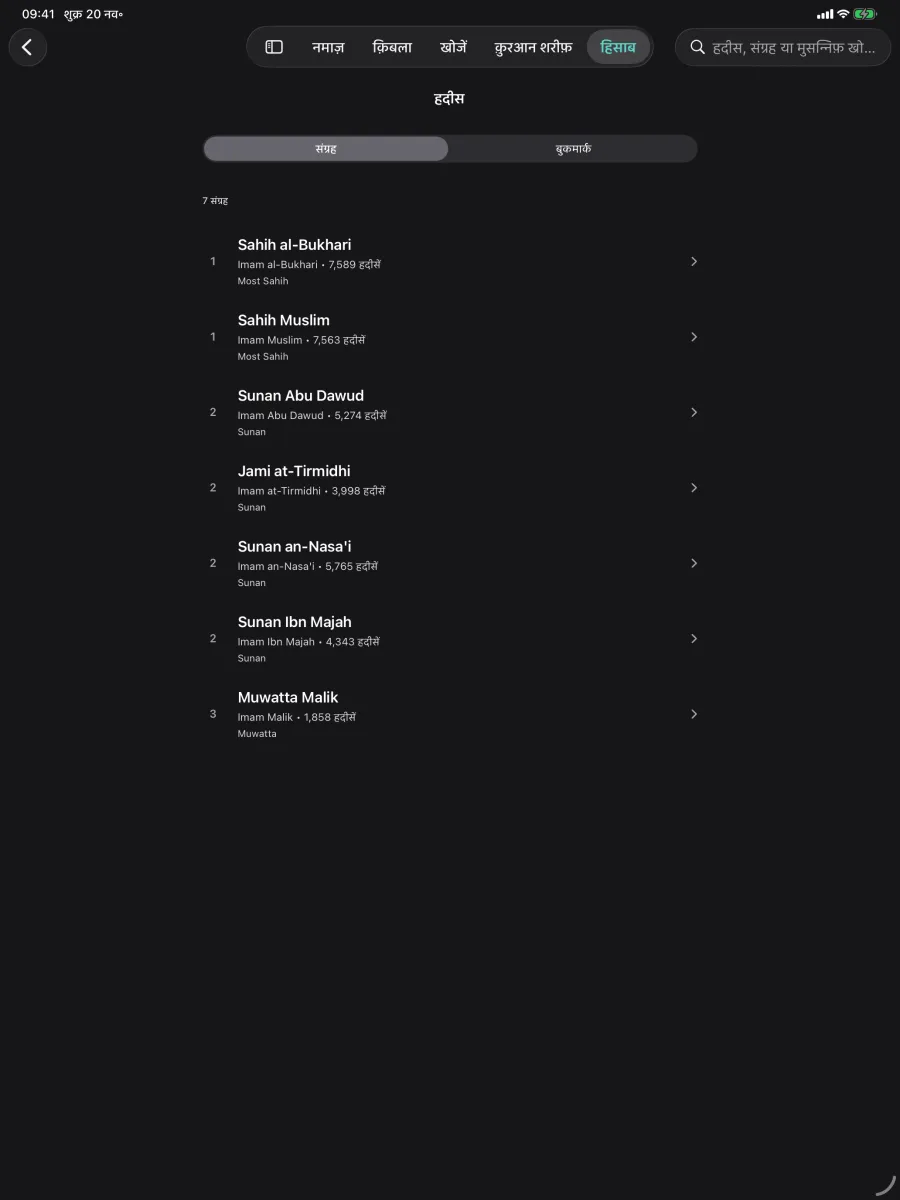 09:41 शुक्र 20 नव॰
नमाज़ क़िबला खोजें क़ुरआन शरीफ़ हिसाब
हदीस, संग्रह या मुसन्निफ़ खो...
हदीस
संग्रह बुकमार्क
7 संग्रह
Sahih al-Bukhari
1 Imam al-Bukhari • 7,589 हदीसें
Most Sahih
Sahih Muslim
1 Imam Muslim • 7,563 हदीसें
Most Sahih
Sunan Abu Dawud
2 Imam Abu Dawud • 5,274 हदीसें
Sunan
Jami at-Tirmidhi
2 Imam at-Tirmidhi • 3,998 हदीसें
Sunan
Sunan an-Nasa'i
2 Imam an-Nasa'i • 5,765 हदीसें
Sunan
Sunan Ibn Majah
2 Imam Ibn Majah • 4,343 हदीसें
Sunan
Muwatta Malik
3 Imam Malik • 1,858 हदीसें
Muwatta